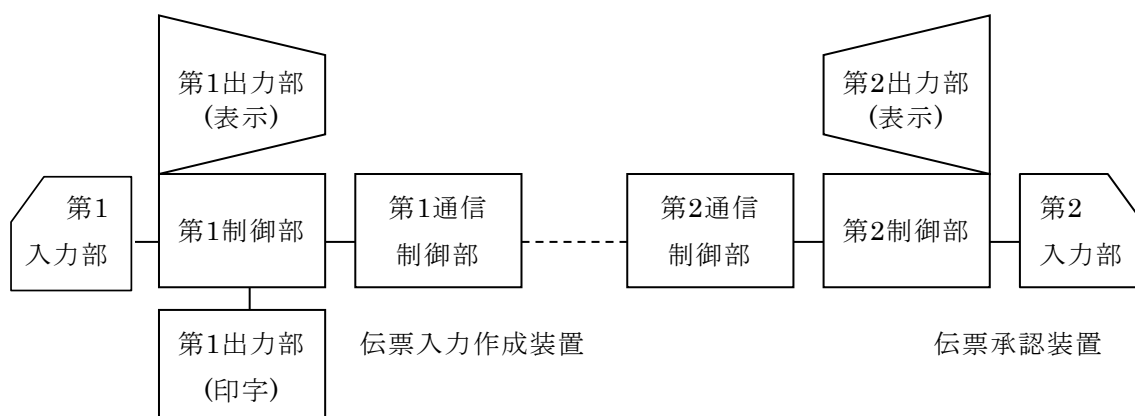 第1出力部
(表示)
第2出力部
(表示)
第1
入力部
第1制御部
第1通信
制御部
第2通信
制御部
第2制御部
第2
入力部
第1出力部
(印字)
伝票入力作成装置
伝票承認装置